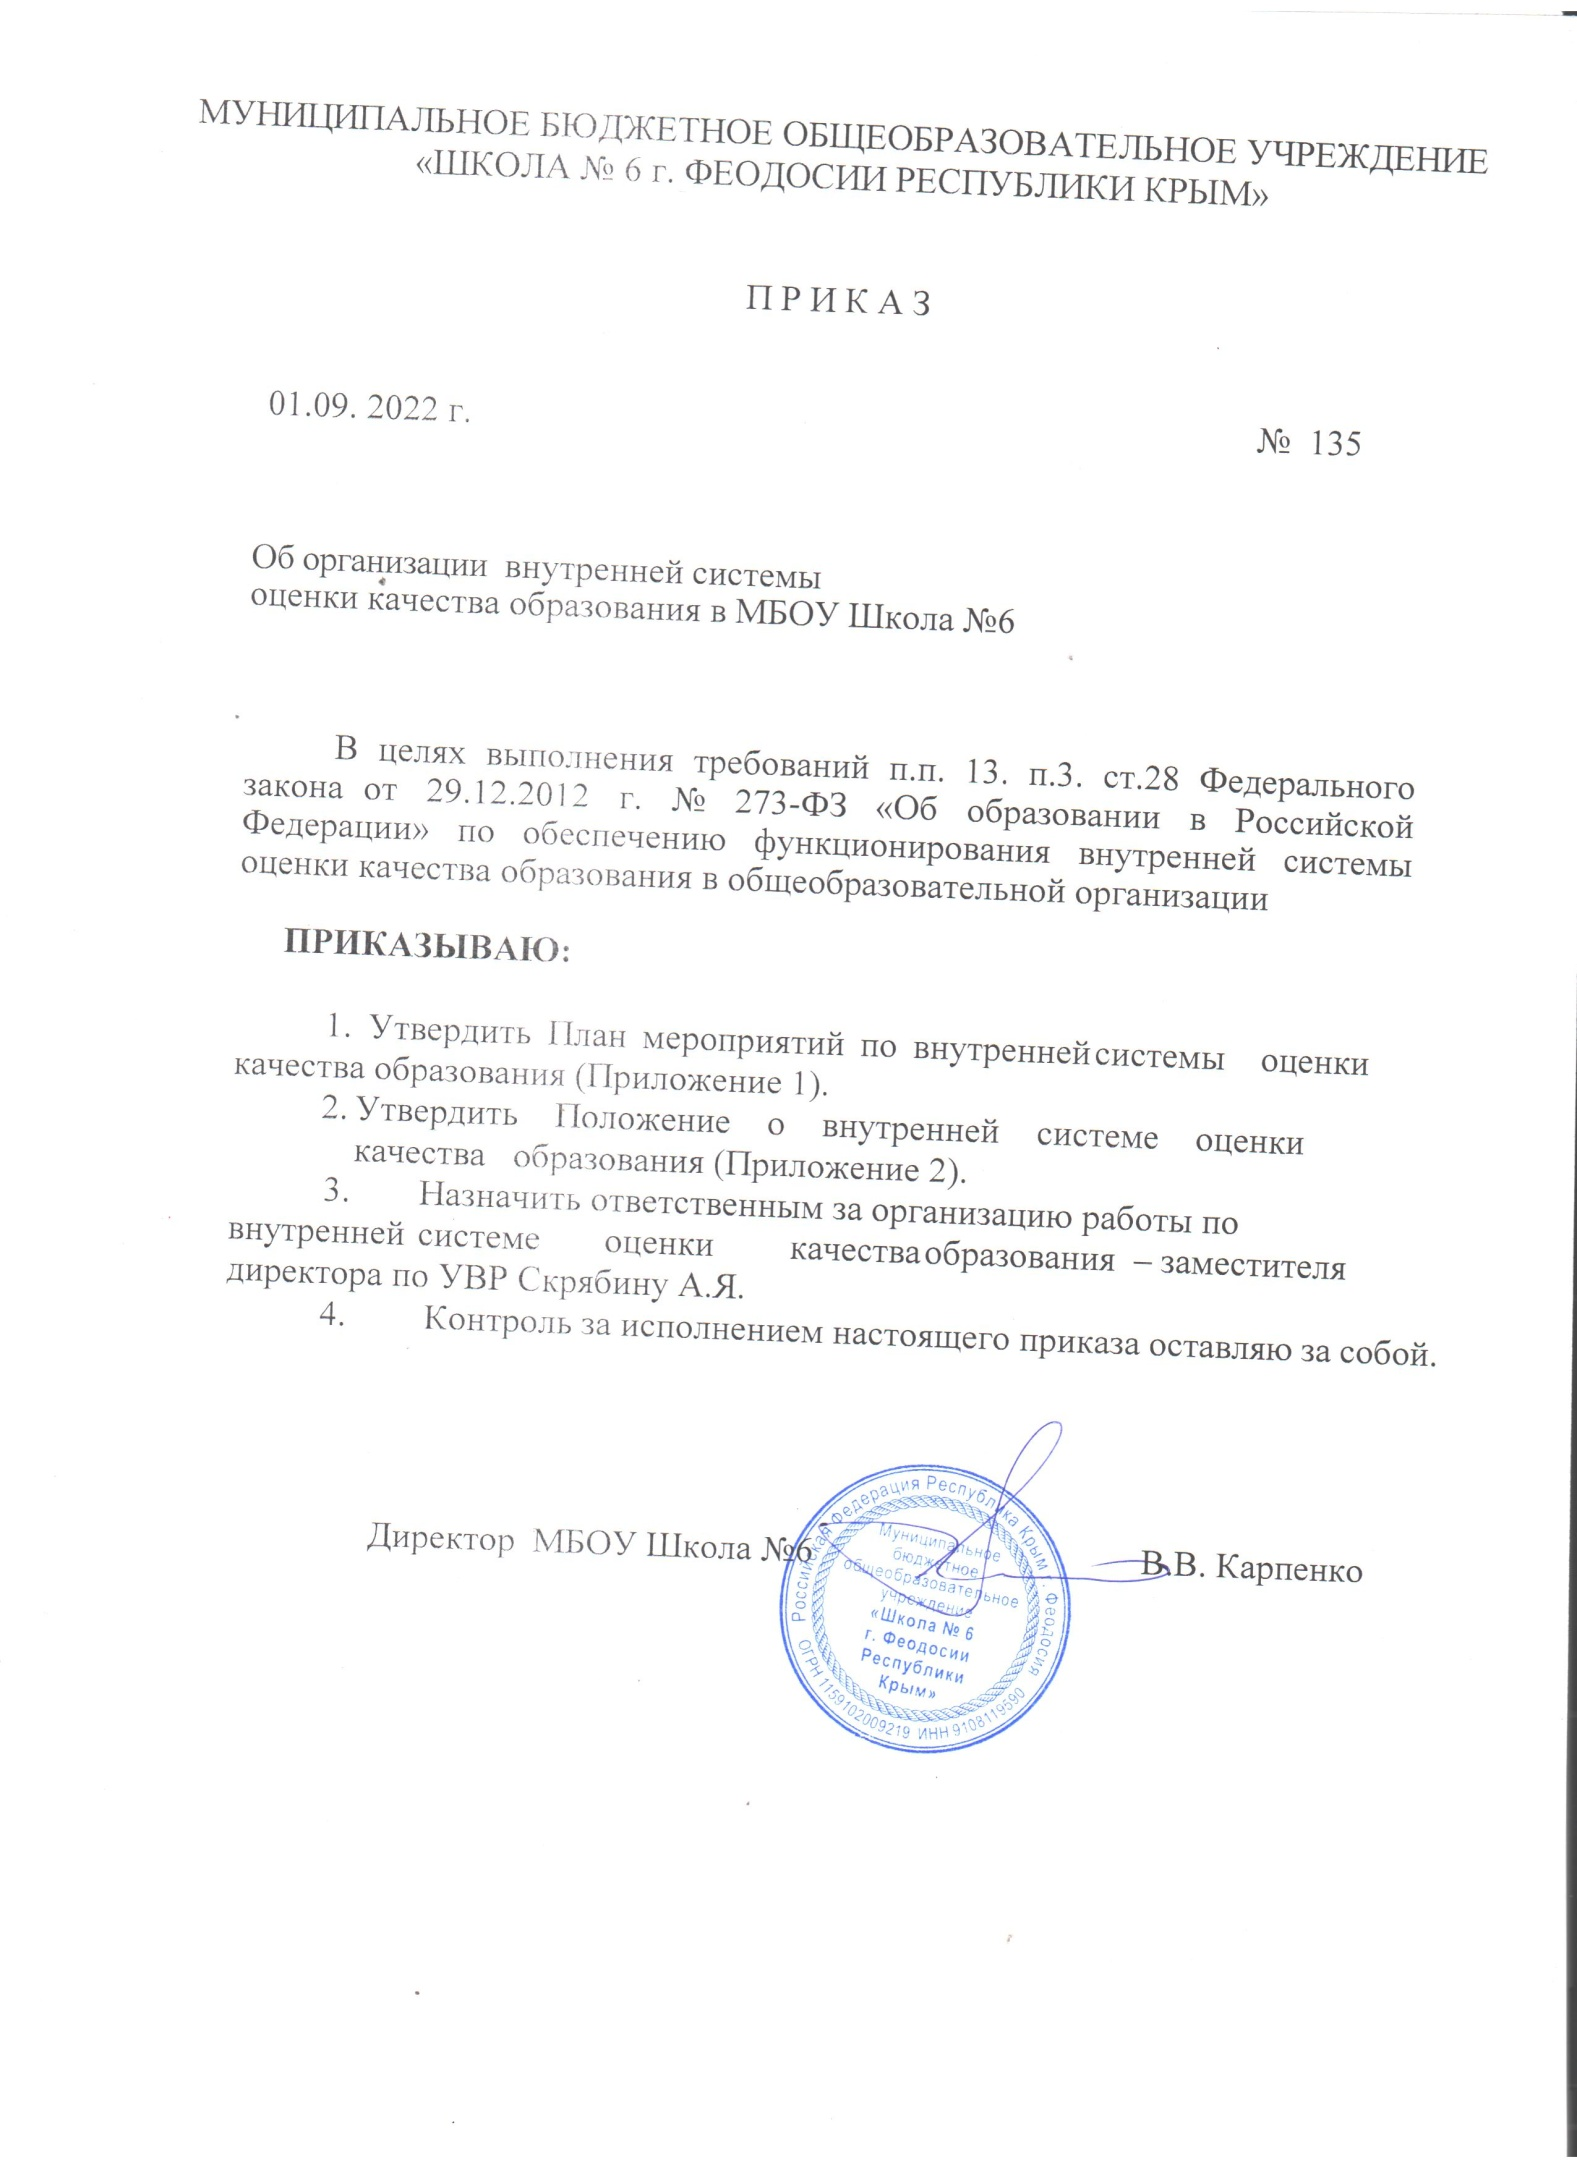 МУНИЦИПАЛЬНОЕ БЮДЖЕТНОЕ ОБЩЕОБРАЗОВАТЕЛЬНОЕ УЧРЕЖДЕНИЕ
«ШКОЛА № 6 г. ФЕОДОСИИ РЕСПУБЛИКИ КРЫМ»
П Р И К А З
01.09. 2022 г.
№ 135
Об организации внутренней системы
оценки качества образования в МБОУ Школа №6
В целях выполнения требований п.п. 13. п.3. ст.28 Федерального
закона от 29.12.2012 г. № 273-ФЗ «Об образовании в Российской
Федерации» по обеспечению функционирования внутренней системы
оценки качества образования в общеобразовательной организации
ПРИКАЗЫВАЮ:
1. Утвердить План мероприятий по внутренней системы оценки
качества образования (Приложение 1).
2. Утвердить Положение о внутренней системе оценки
качества образования (Приложение 2).
3. Назначить ответственным за организацию работы по
внутренней системе оценки качества образования – заместителя
директора по УВР Скрябину А.Я.
4. Контроль за исполнением настоящего приказа оставляю за собой.
Директор МБОУ Школа №6
В.В. Карпенко
Российская Федерация Республика Крым г. Феодосия
Муниципальное
бюджетное
общеобразовательное
учреждение
«Школа № 6
г. Феодосии
Республики
Крым»
ОГРН 1159102009219 ИНН 9108119590